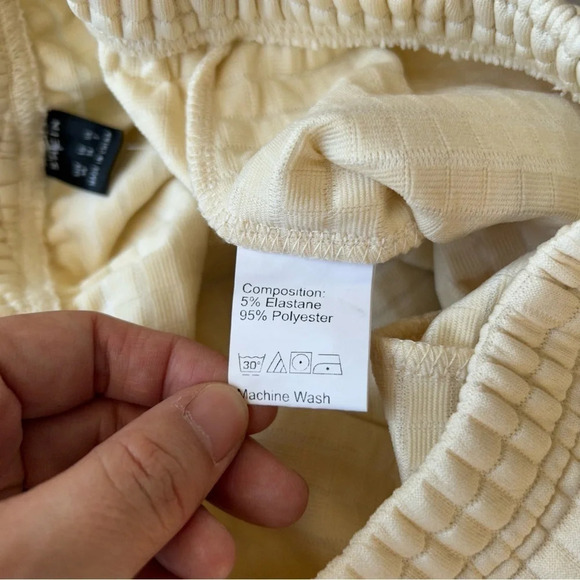 Composition:
5% Elastane
95% Polyester
30°
Machine Wash